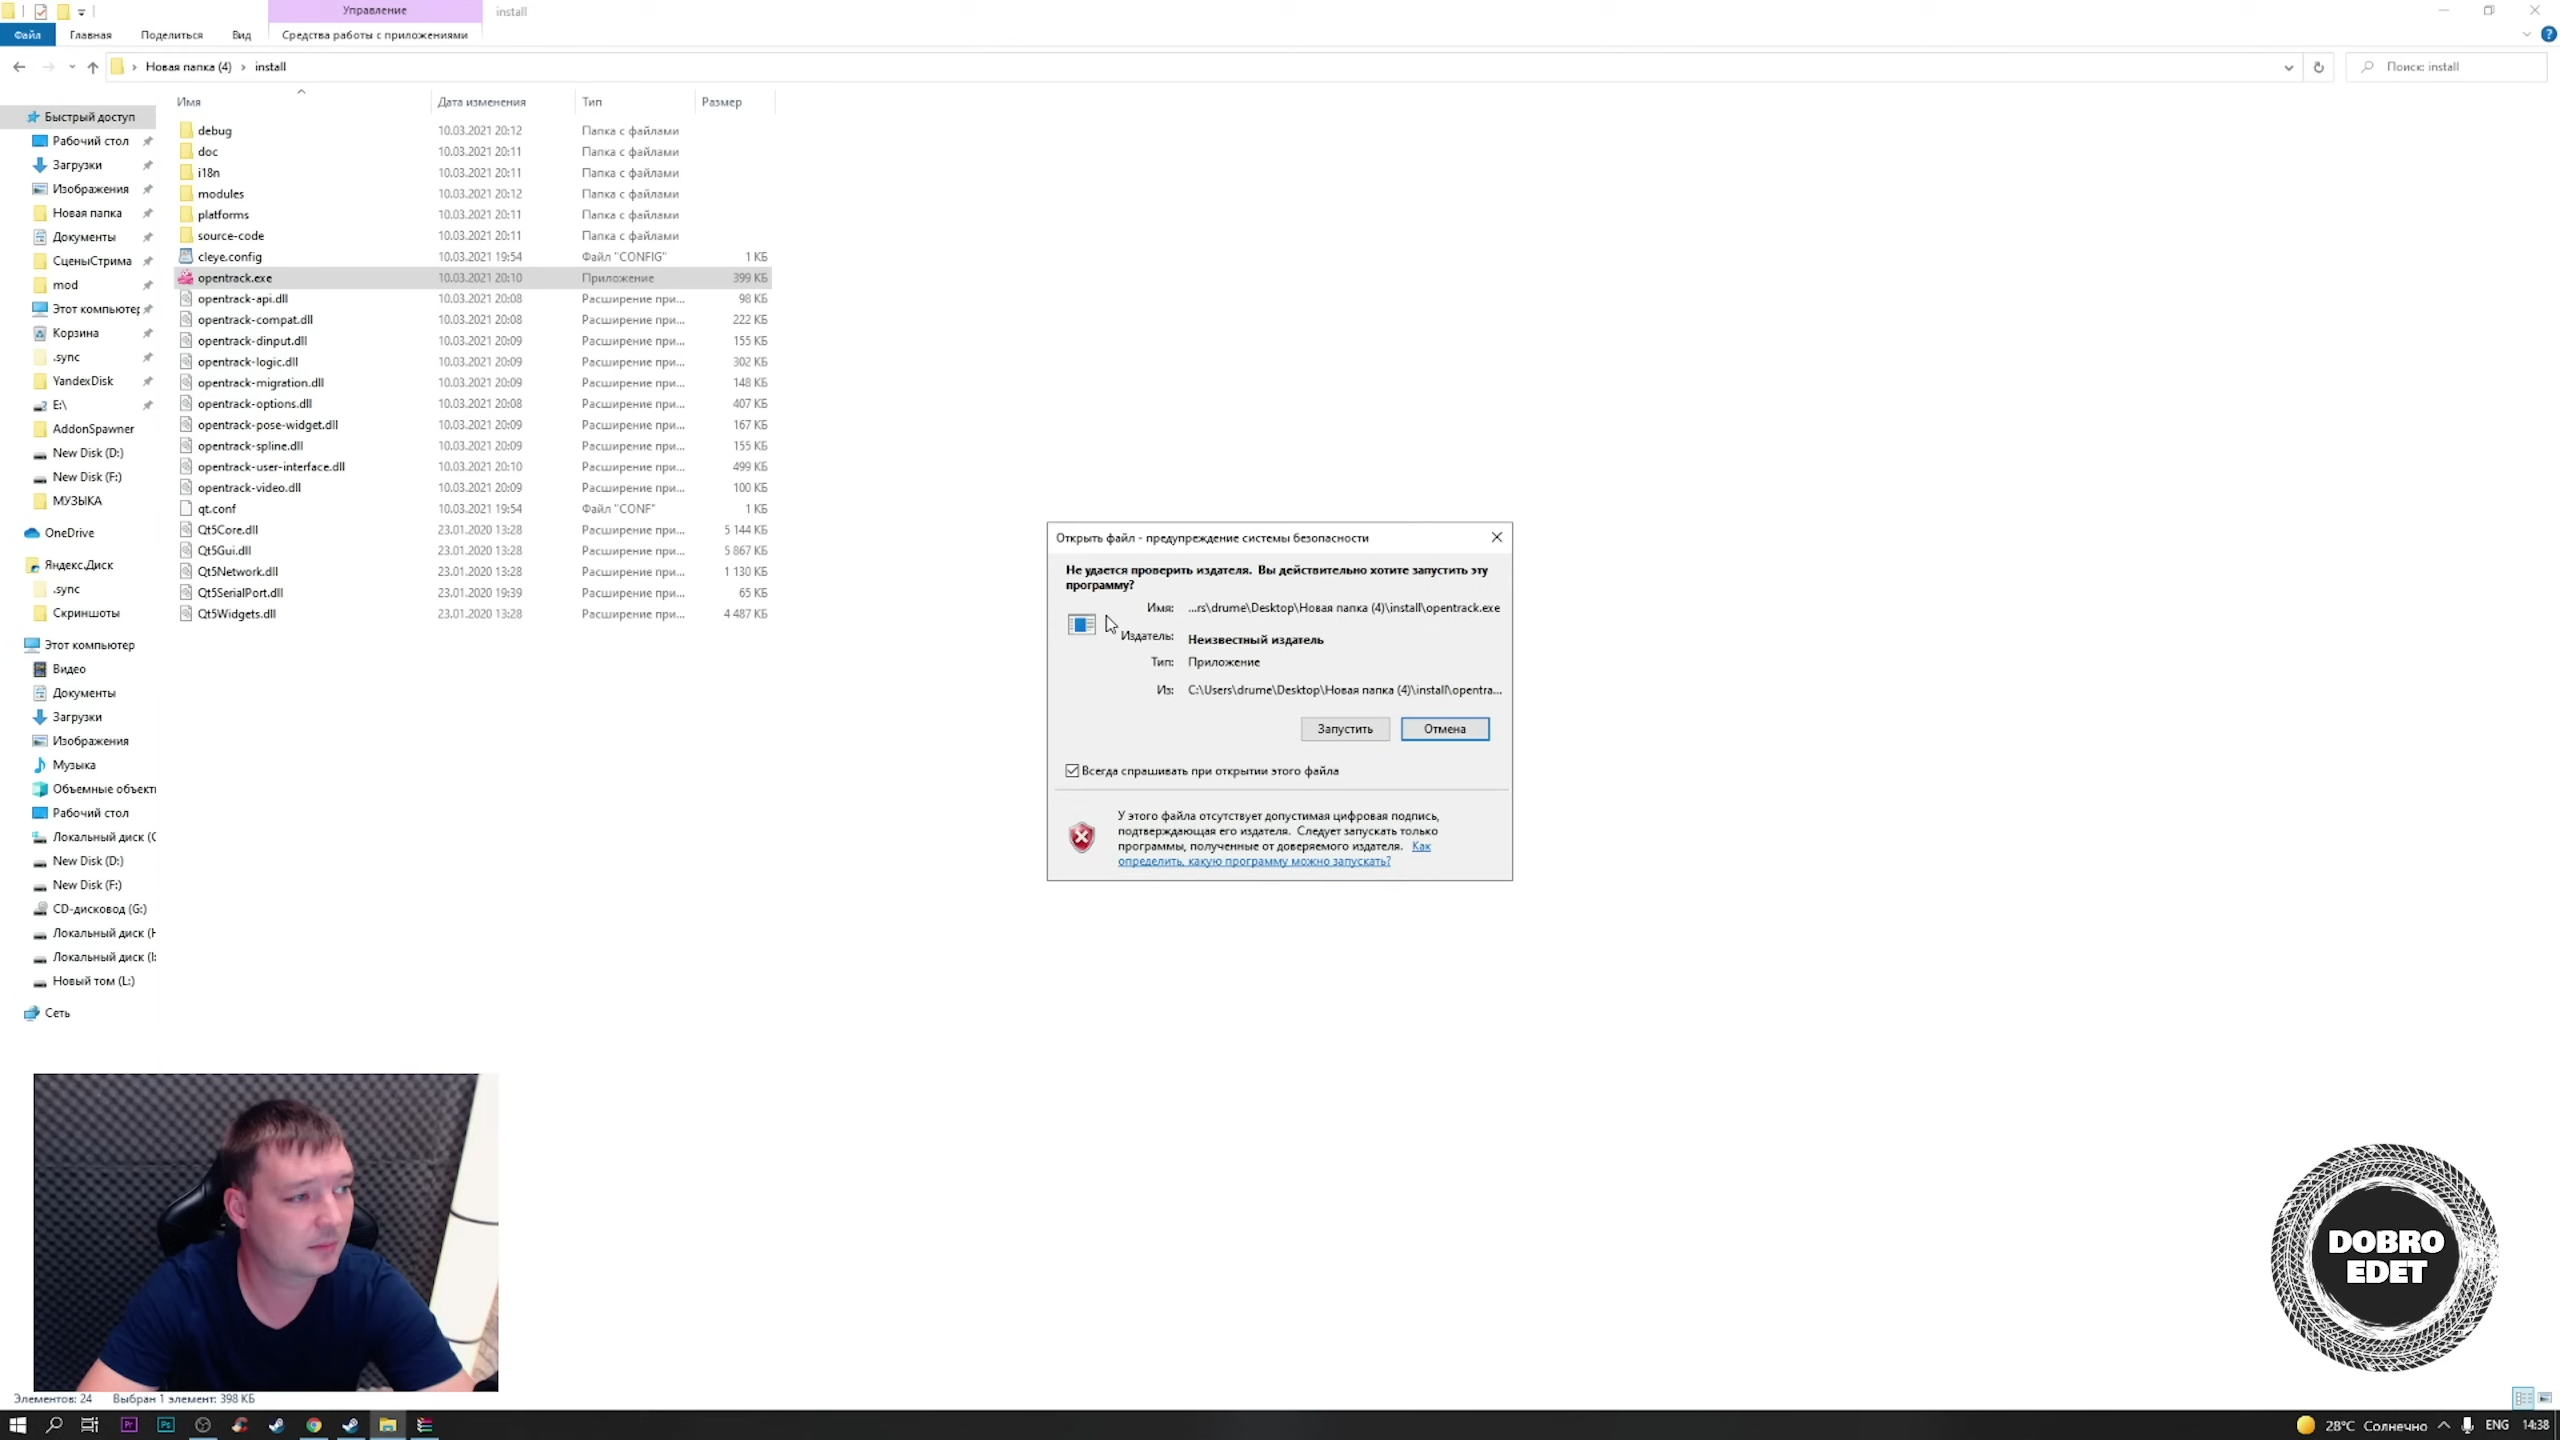 Управление
install
Файл
Главная
Поделиться
Вид
Средства работы с приложениями
Новая папка (4)
install
Поиск: install
Имя
Дата изменения
Тип
Размер
Быстрый доступ
Рабочий стол
Загрузки
Изображения
Новая папка
Документы
СценыСтрима
mod
Этот компьютер
Корзина
.sync
YandexDisk
E:\
AddonSpawner
New Disk (D:)
New Disk (F:)
МУЗЫКА
OneDrive
Яндекс.Диск
.sync
Скриншоты
Этот компьютер
Видео
Документы
Загрузки
Изображения
Музыка
Объемные объекты
Рабочий стол
Локальный диск (C
New Disk (D:)
New Disk (F:)
CD-дисковод (G:)
Локальный диск (H
Локальный диск (I:
Новый том (L:)
Сеть
debug 10.03.2021 20:12 Папка с файлами
doc 10.03.2021 20:11 Папка с файлами
i18n 10.03.2021 20:11 Папка с файлами
modules 10.03.2021 20:12 Папка с файлами
platforms 10.03.2021 20:11 Папка с файлами
source-code 10.03.2021 20:11 Папка с файлами
cleye.config 10.03.2021 19:54 Файл "CONFIG" 1 КБ
opentrack.exe 10.03.2021 20:10 Приложение 399 КБ
opentrack-api.dll 10.03.2021 20:08 Расширение при... 98 КБ
opentrack-compat.dll 10.03.2021 20:08 Расширение при... 222 КБ
opentrack-dinput.dll 10.03.2021 20:09 Расширение при... 155 КБ
opentrack-logic.dll 10.03.2021 20:09 Расширение при... 302 КБ
opentrack-migration.dll 10.03.2021 20:09 Расширение при... 148 КБ
opentrack-options.dll 10.03.2021 20:08 Расширение при... 407 КБ
opentrack-pose-widget.dll 10.03.2021 20:09 Расширение при... 167 КБ
opentrack-spline.dll 10.03.2021 20:09 Расширение при... 155 КБ
opentrack-user-interface.dll 10.03.2021 20:10 Расширение при... 499 КБ
opentrack-video.dll 10.03.2021 20:09 Расширение при... 100 КБ
qt.conf 10.03.2021 19:54 Файл "CONF" 1 КБ
Qt5Core.dll 23.01.2020 13:28 Расширение при... 5 144 КБ
Qt5Gui.dll 23.01.2020 13:28 Расширение при... 5 867 КБ
Qt5Network.dll 23.01.2020 13:28 Расширение при... 1 130 КБ
Qt5SerialPort.dll 23.01.2020 19:39 Расширение при... 65 КБ
Qt5Widgets.dll 23.01.2020 13:28 Расширение при... 4 487 КБ
Открыть файл - предупреждение системы безопасности
Не удается проверить издателя. Вы действительно хотите запустить эту
программу?
Имя: ...rs\drume\Desktop\Новая папка (4)\install\opentrack.exe
Издатель: Неизвестный издатель
Тип: Приложение
Из: C:\Users\drume\Desktop\Новая папка (4)\install\opentra...
Запустить
Отмена
Всегда спрашивать при открытии этого файла
У этого файла отсутствует допустимая цифровая подпись,
подтверждающая его издателя. Следует запускать только
программы, полученные от доверяемого издателя. Как
определить, какую программу можно запускать?
DOBRO
EDET
Элементов: 24
Выбран 1 элемент: 398 КБ
Pr
Ps
28°C Солнечно
ENG
14:38